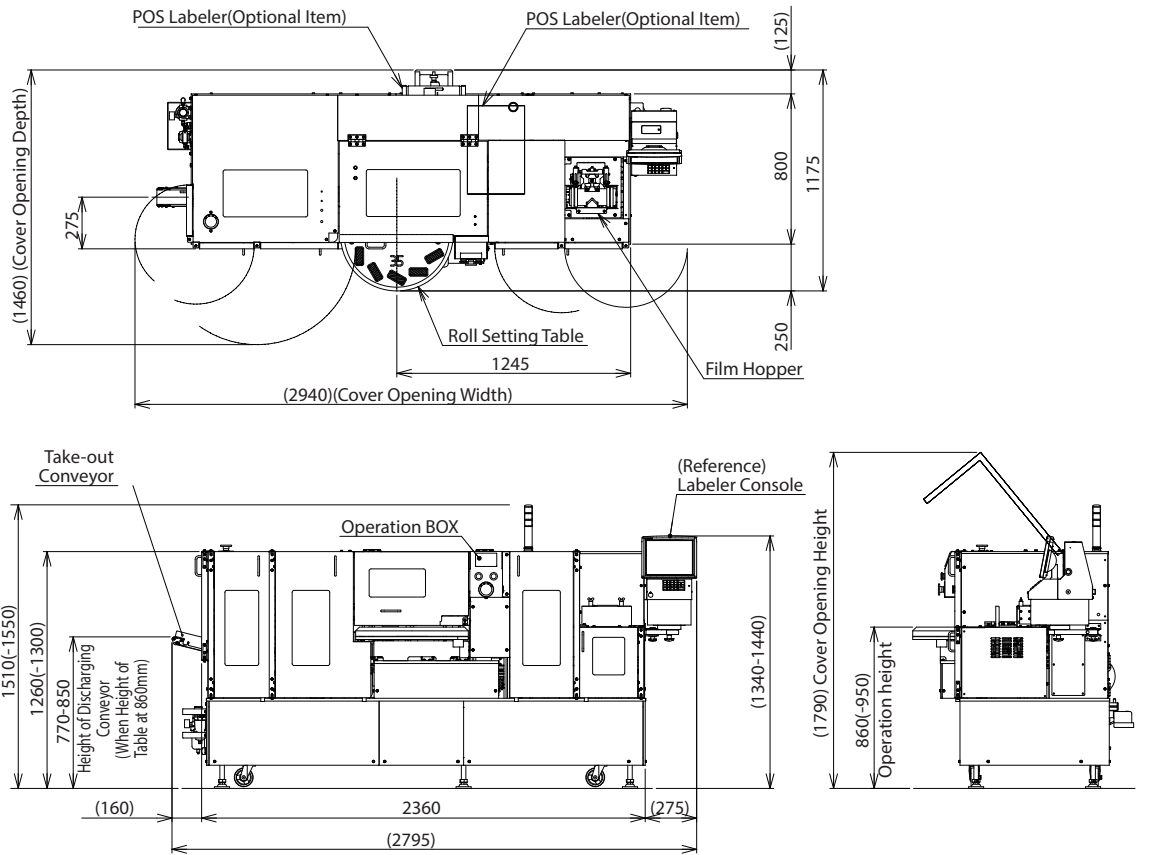 POS Labeler(Optional Item)
POS Labeler(Optional Item)
(125)
(1460) (Cover Opening Depth)
275
800
1175
35
250
Roll Setting Table
1245
Film Hopper
(2940)(Cover Opening Width)
Take-out
Conveyor
(Reference)
Labeler Console
Operation BOX
1510(-1550)
1260(-1300)
770-850
Height of Discharging
Conveyor
(When Height of
Table at 860mm)
(1340-1440)
(1790) Cover Opening Height
860(-950)
Operation height
(160)
2360
(275)
(2795)